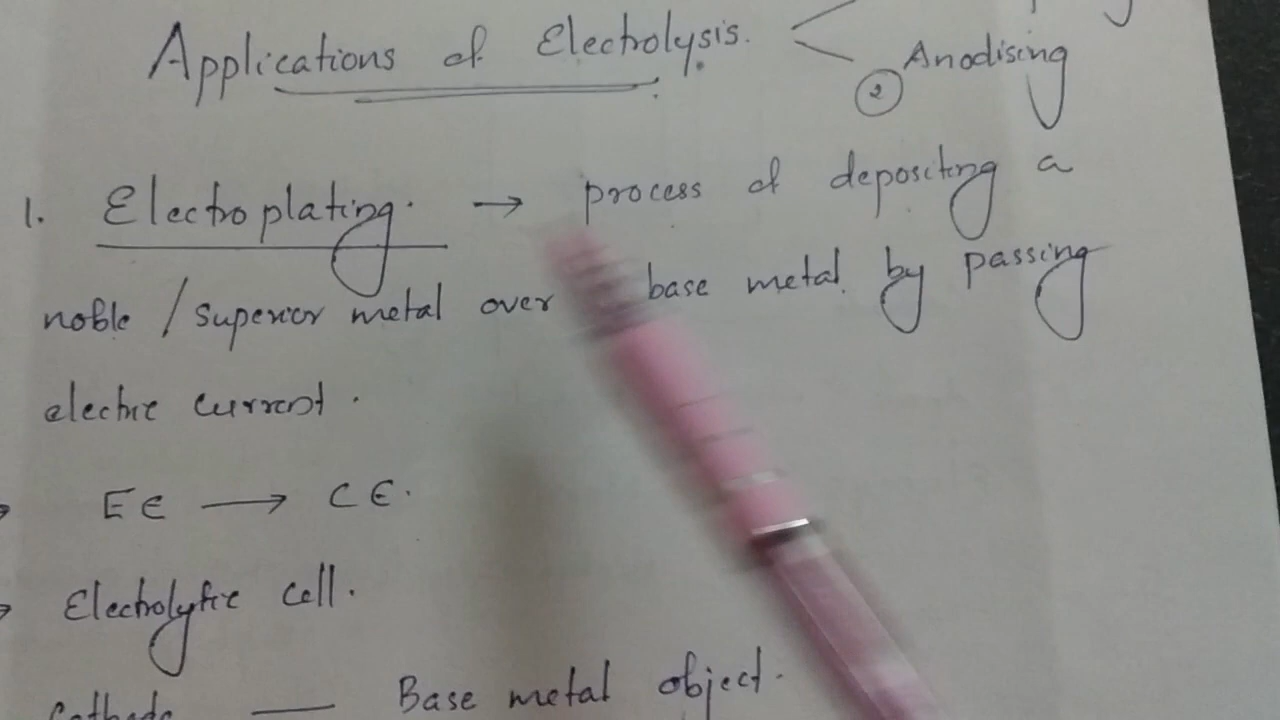 Applications of Electrolysis.
② Anodising
1. Electroplating. → process of depositing a
noble / superior metal over base metal. by passing
electric current.
EE → CE.
Electrolytic cell.
Cathode — Base metal object.